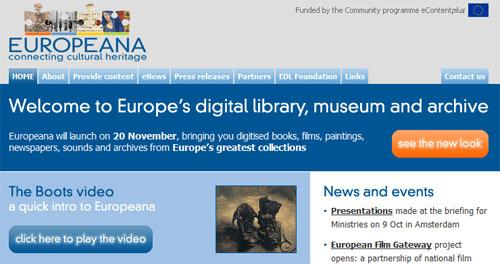 Funded by the Community programme eContentplus
EUROPEANA
connecting cultural heritage
HOME About Provide content eNews Press releases Partners EDL Foundation Links Contact us
Welcome to Europe's digital library, museum and archive
Europeana will launch on 20 November, bringing you digitised books, films, paintings,
newspapers, sounds and archives from Europe's greatest collections
see the new look
The Boots video
a quick intro to Europeana
click here to play the video
News and events
• Presentations made at the briefing for
Ministries on 9 Oct in Amsterdam
• European Film Gateway project
opens: a partnership of national film